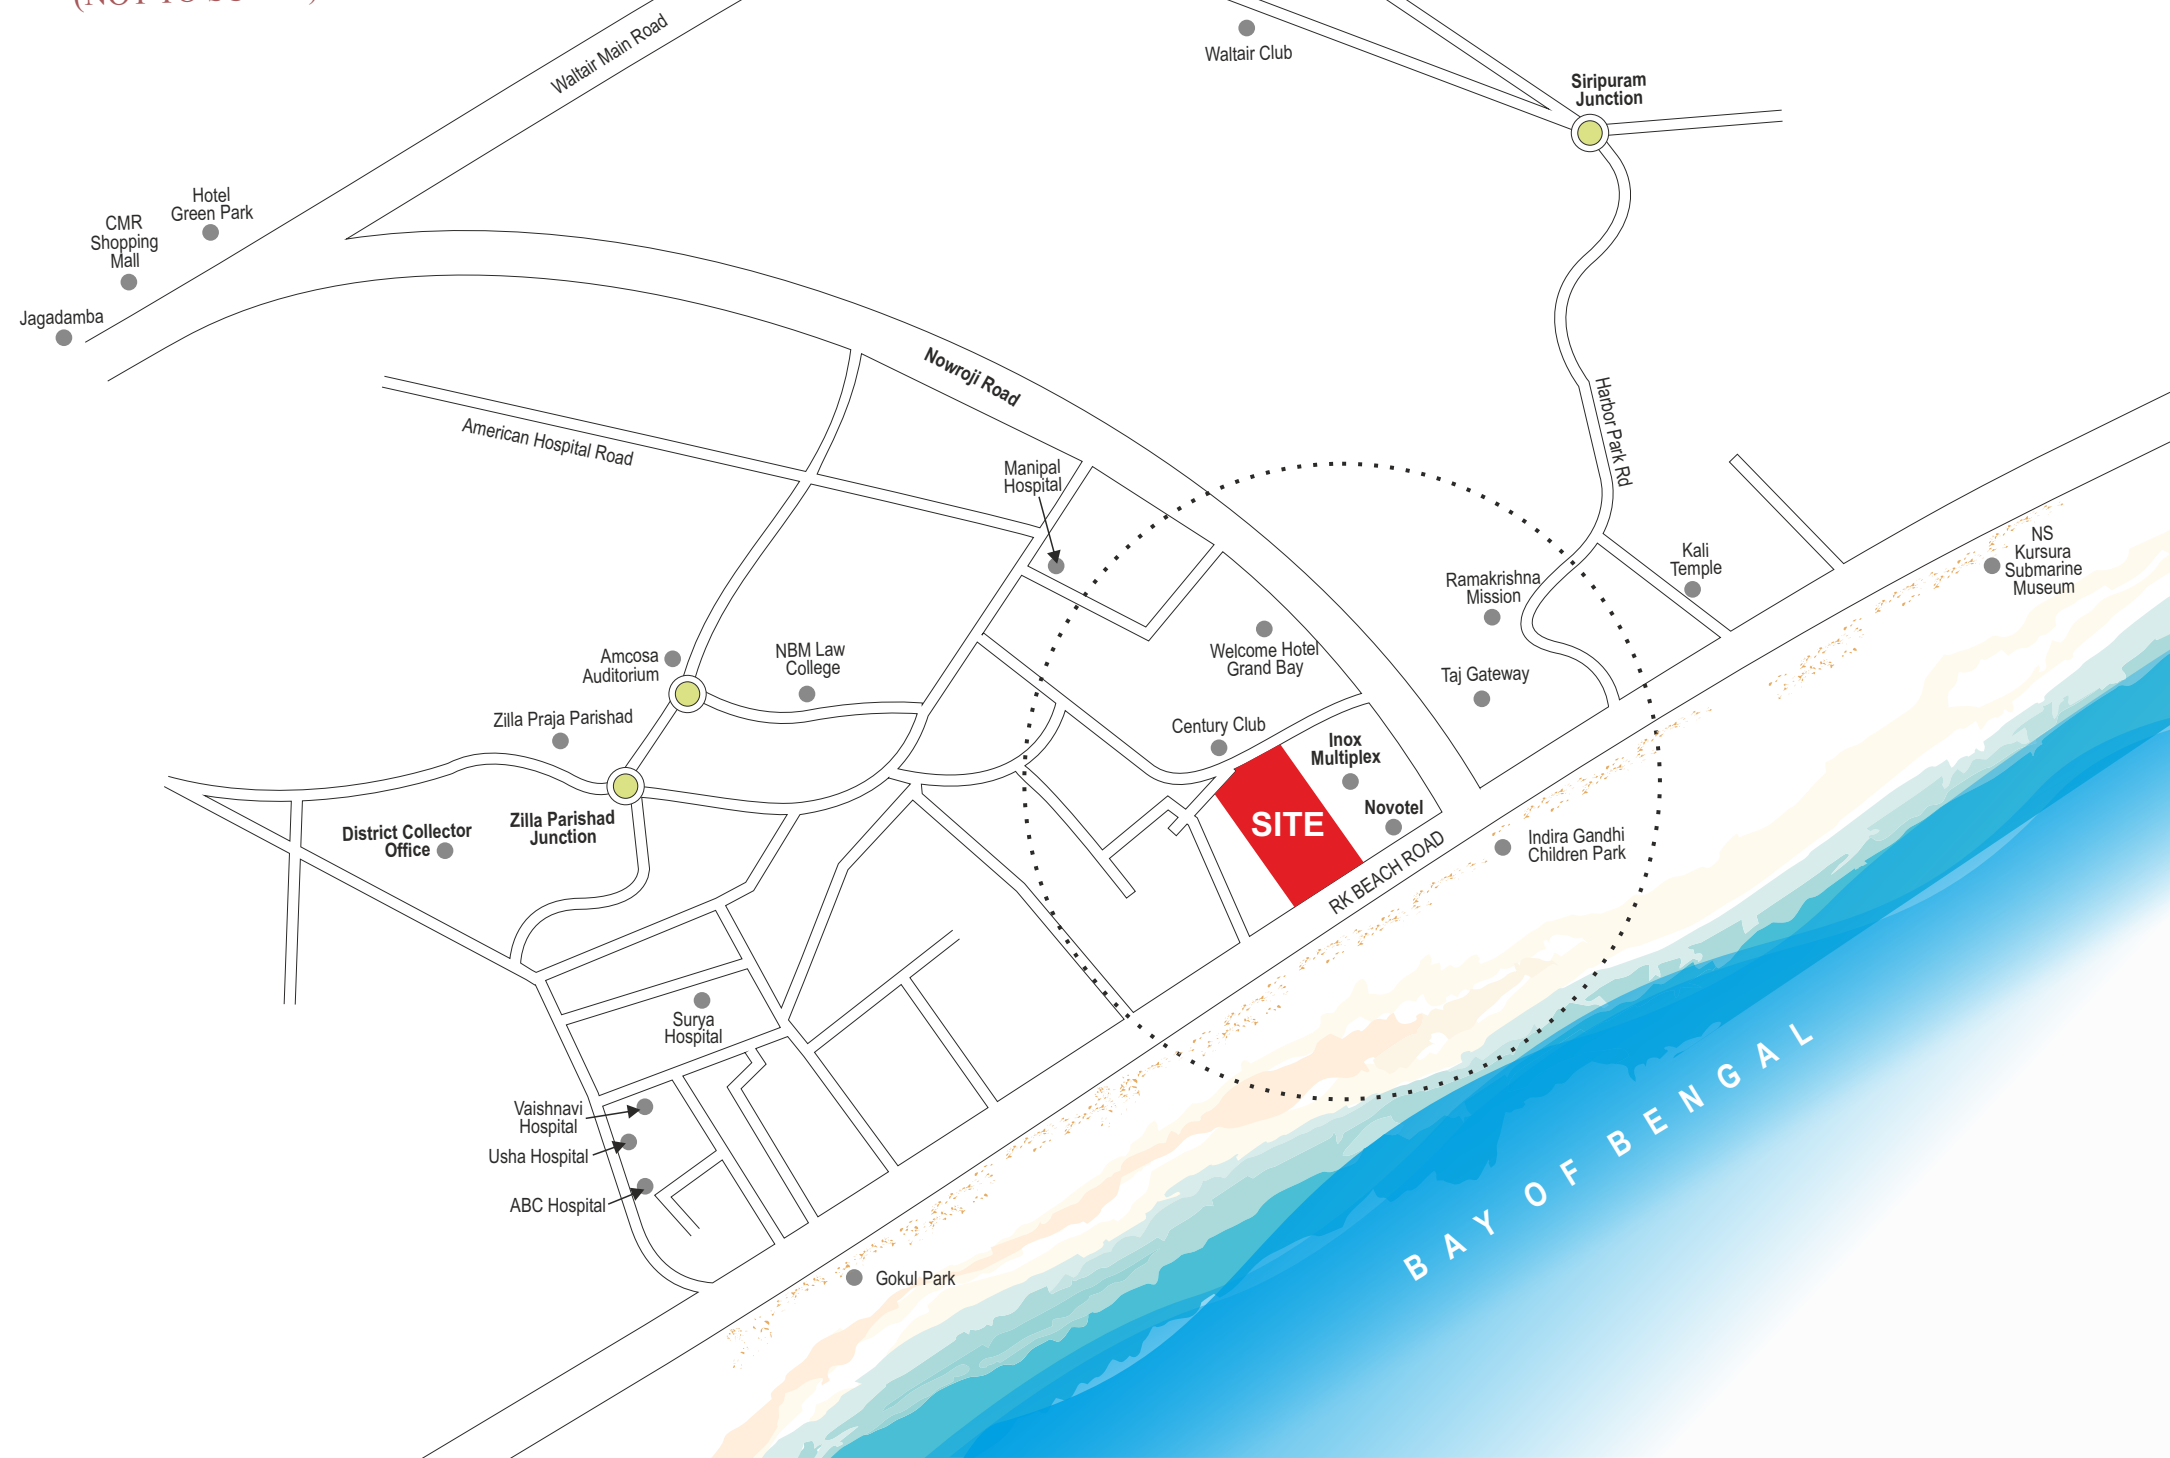 (NOT TO
Waltair Main Road
Waltair Club
Siripuram
Junction
Hotel
Green Park
CMR
Shopping
Mall
Jagadamba
Nowroji Road
American Hospital Road
Harbor Park Rd
Manipal
Hospital
NS
Kursura
Submarine
Museum
Kali
Temple
Ramakrishna
Mission
Welcome Hotel
Grand Bay
Taj Gateway
Amcosa
Auditorium
NBM Law
College
Zilla Praja Parishad
Century Club
Inox
Multiplex
Novotel
SITE
District Collector
Office
Zilla Parishad
Junction
RK BEACH ROAD
Indira Gandhi
Children Park
Surya
Hospital
Vaishnavi
Hospital
Usha Hospital
ABC Hospital
Gokul Park
BAY OF BENGAL